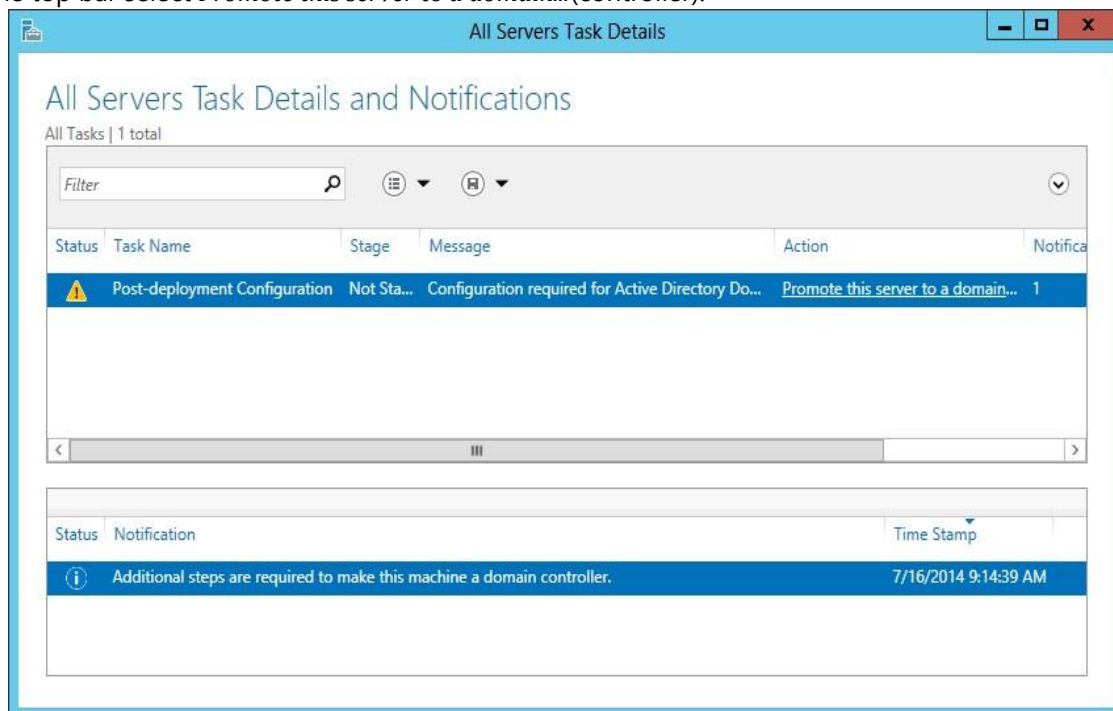 All Servers Task Details
All Servers Task Details and Notifications
All Tasks | 1 total
Filter
Status Task Name Stage Message Action Notifica
Post-deployment Configuration Not Sta... Configuration required for Active Directory Do... Promote this server to a domain... 1
Status Notification Time Stamp
Additional steps are required to make this machine a domain controller. 7/16/2014 9:14:39 AM